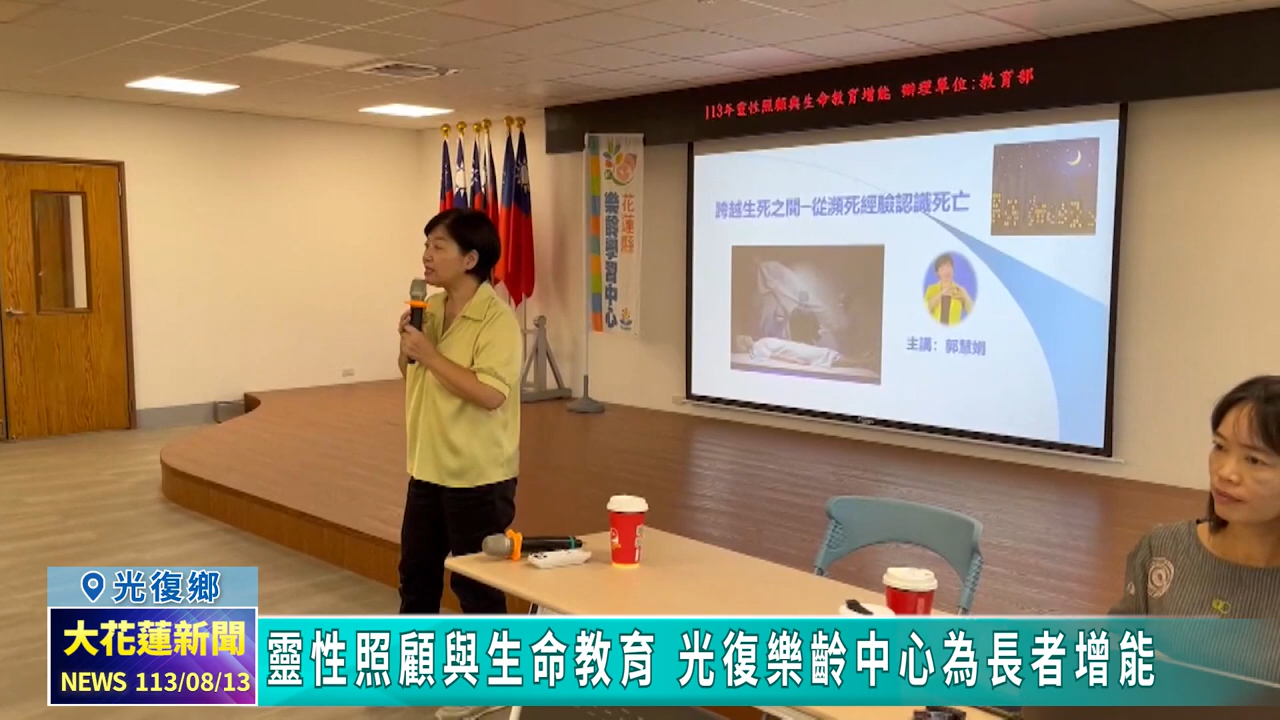 113年靈性照顧與生命教育增能 辦理單位:教育部
花蓮縣
樂齡學習中心
跨越生死之間─從瀕死經驗認識死亡
主講：郭慧娟
光復鄉
大花蓮新聞
NEWS 113/08/13
靈性照顧與生命教育 光復樂齡中心為長者增能